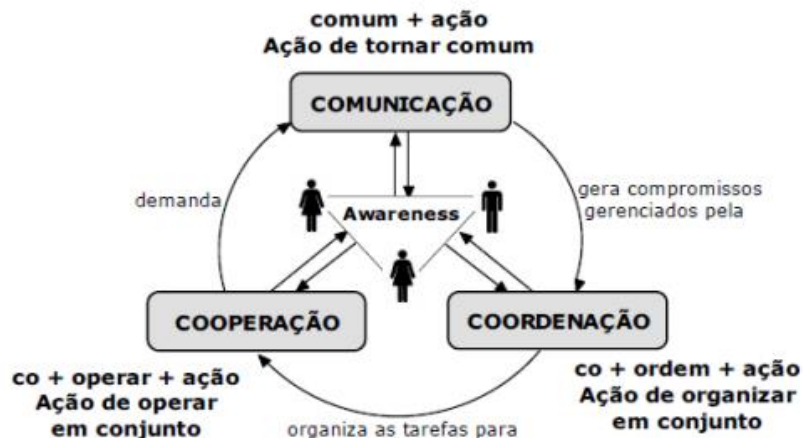 comum + ação
Ação de tornar comum
COMUNICAÇÃO
demanda
gera compromissos
gerenciados pela
Awareness
COOPERAÇÃO
COORDENAÇÃO
co + operar + ação
Ação de operar
em conjunto
co + ordem + ação
Ação de organizar
em conjunto
organiza as tarefas para